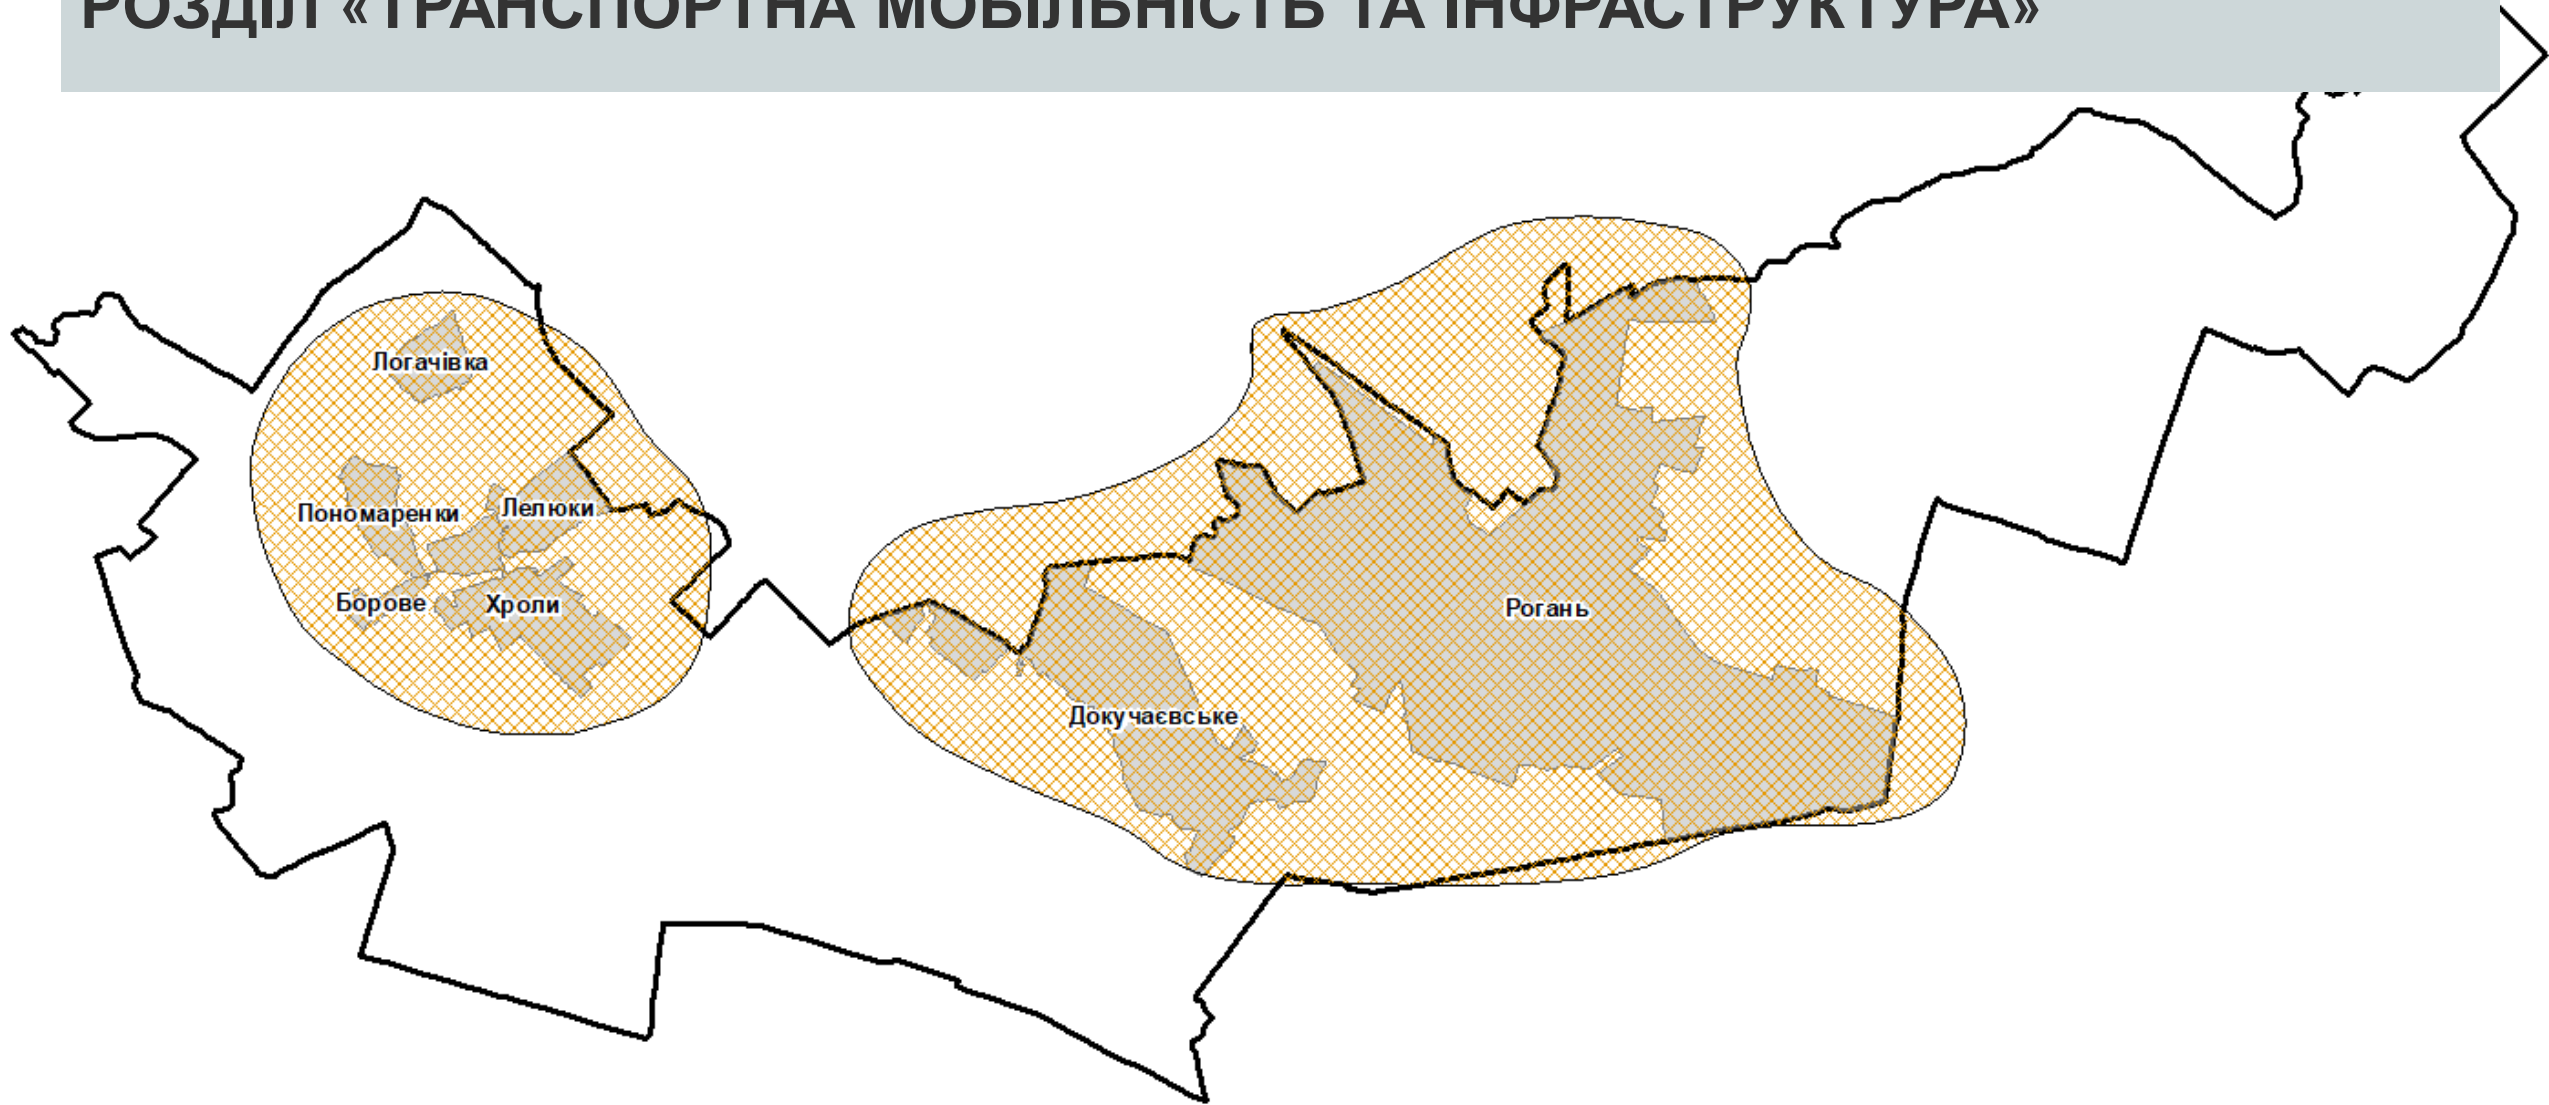 РОЗДІЛ «ТРАНСПОРТНА МОБІЛЬНІСТЬ ТА ІНФРАСТРУКТУРА»
Логачівка
Пономаренки
Лелюки
Борове
Хроли
Рогань
Докучаєвське